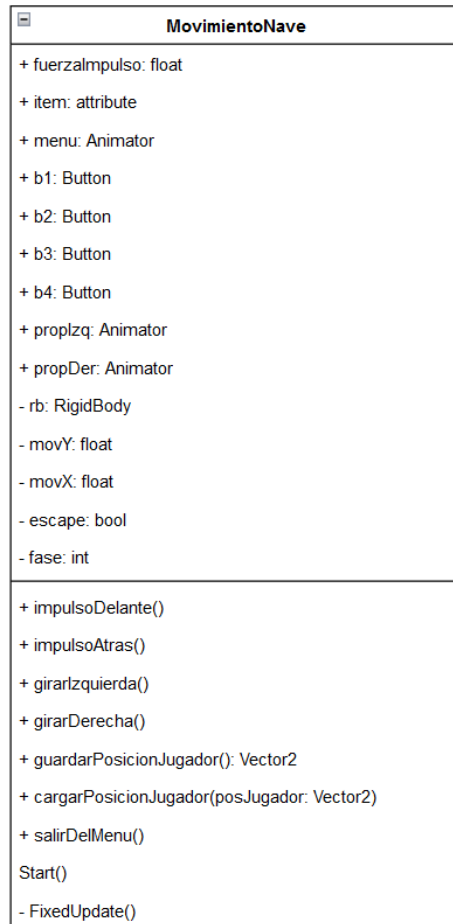 MovimientoNave
+ fuerzaImpulso: float
+ item: attribute
+ menu: Animator
+ b1: Button
+ b2: Button
+ b3: Button
+ b4: Button
+ propIzq: Animator
+ propDer: Animator
- rb: RigidBody
- movY: float
- movX: float
- escape: bool
- fase: int
+ impulsoDelante()
+ impulsoAtras()
+ girarIzquierda()
+ girarDerecha()
+ guardarPosicionJugador(): Vector2
+ cargarPosicionJugador(posJugador: Vector2)
+ salirDelMenu()
Start()
- FixedUpdate()